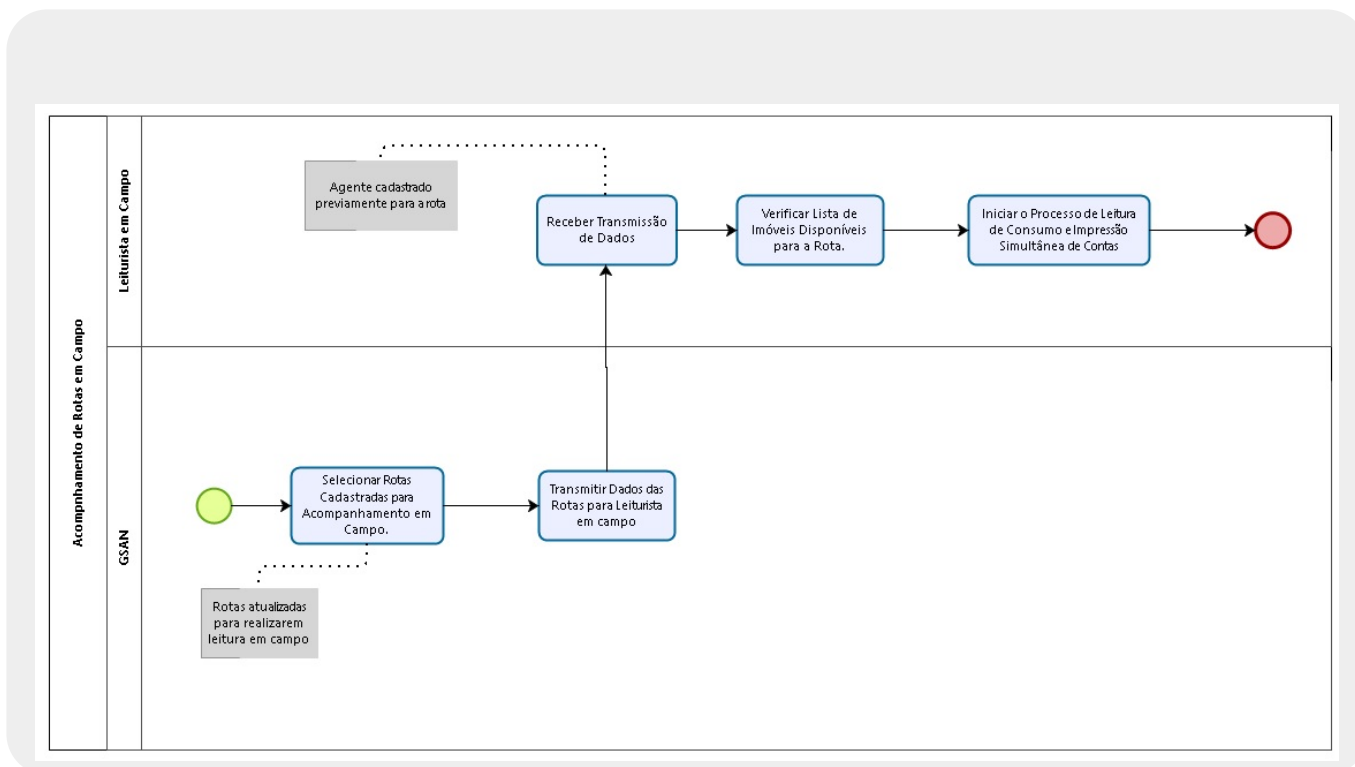 Acompnhamento de Rotas em Campo
Leiturista em Campo
Agente cadastrado
previamente para a rota
Receber Transmissão
de Dados
Verificar Lista de
Imóveis Disponíveis
para a Rota.
Iniciar o Processo de Leitura
de Consumo e Impressão
Simultânea de Contas
GSAN
Selecionar Rotas
Cadastradas para
Acompanhamento em
Campo.
Transmitir Dados das
Rotas para Leiturista
em campo
Rotas atualizadas
para realizarem
leitura em campo